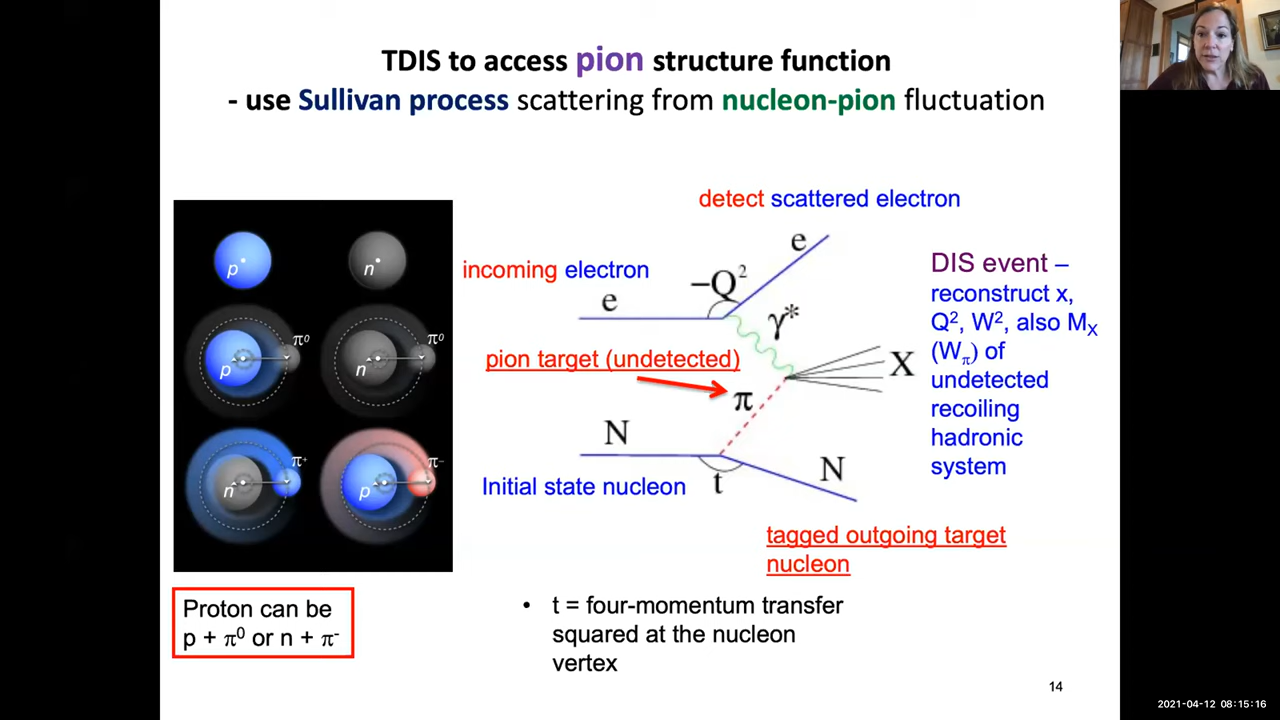 TDIS to access pion structure function
- use Sullivan process scattering from nucleon-pion fluctuation
p
n
p
π⁰
n
π⁰
n
π⁺
p
π⁻
Proton can be
p + π⁰ or n + π⁻
detect scattered electron
incoming electron
e
e
−Q²
γ*
pion target (undetected)
π
X
N
N
Initial state nucleon
t
tagged outgoing target
nucleon
DIS event –
reconstruct x,
Q², W², also Mₓ
(Wπ) of
undetected
recoiling
hadronic
system
• t = four-momentum transfer
squared at the nucleon
vertex
14
2021-04-12 08:15:16